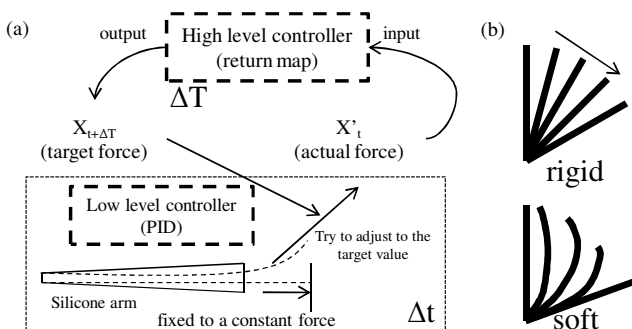 (a)
output
High level controller
(return map)
input
ΔT
X_{t+ΔT}
(target force)
X'_t
(actual force)
Low level controller
(PID)
Try to adjust to the
target value
Silicone arm
fixed to a constant force
Δt
(b)
rigid
soft